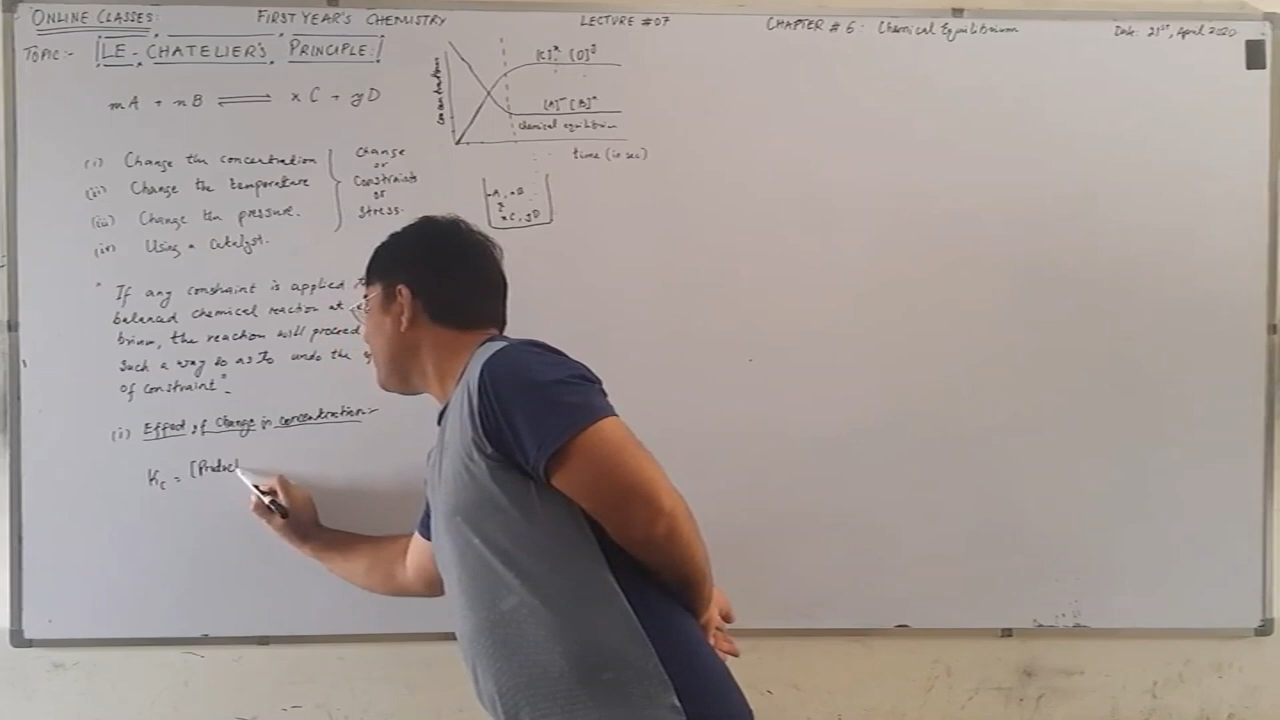 ONLINE CLASSES: FIRST YEAR'S CHEMISTRY LECTURE #07 CHAPTER # 6: Chemical Equilibrium Date: 21ST, April 2020
TOPIC:- LE-CHATELIER'S PRINCIPLE:
mA + nB ⇌ xC + yD
concentration
[C]ˣ [D]ʸ
[A]ᵐ [B]ⁿ
chemical equilibrium
time (in sec)
(i) Change the concentration
(ii) Change the temperature
(iii) Change the pressure.
(iv) Using a catalyst.
Change
or
Constraints
or
Stress.
A, nB
⇌
xC, yD
"If any constraint is applied
balanced chemical reaction at
brium, the reaction will proceed
Such a way so as to undo the
of constraint".
(i) Effect of Change in concentration:-
Kc = [Produc